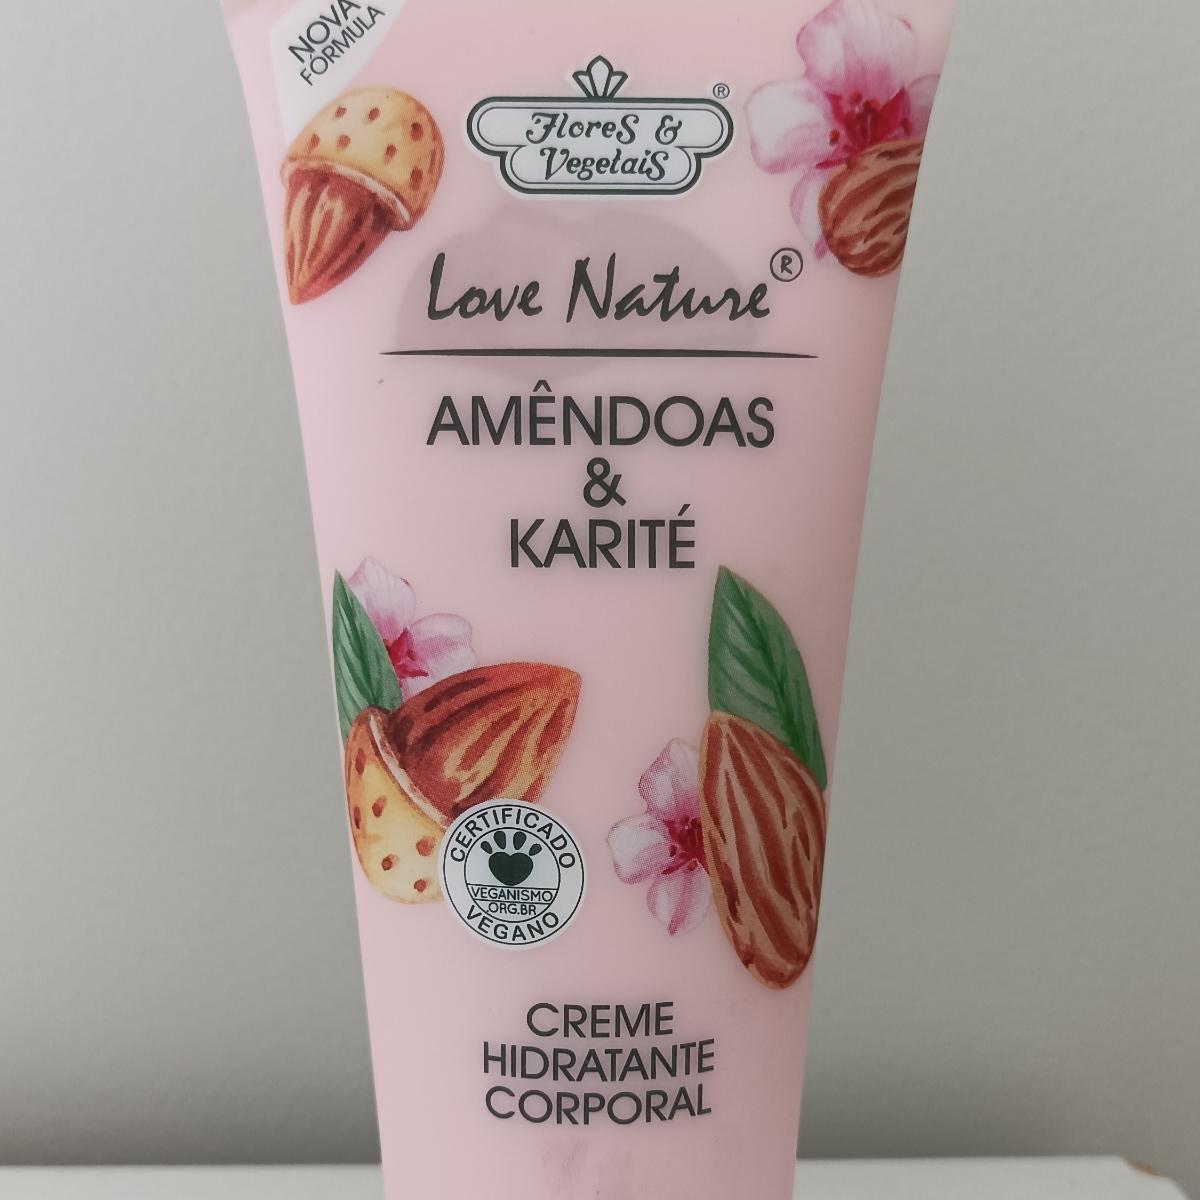 NOVA
FÓRMULA
Flores &
Vegetais
®
Love Nature®
AMÊNDOAS
&
KARITÉ
CERTIFICADO
VEGANISMO
.ORG.BR
VEGANO
CREME
HIDRATANTE
CORPORAL